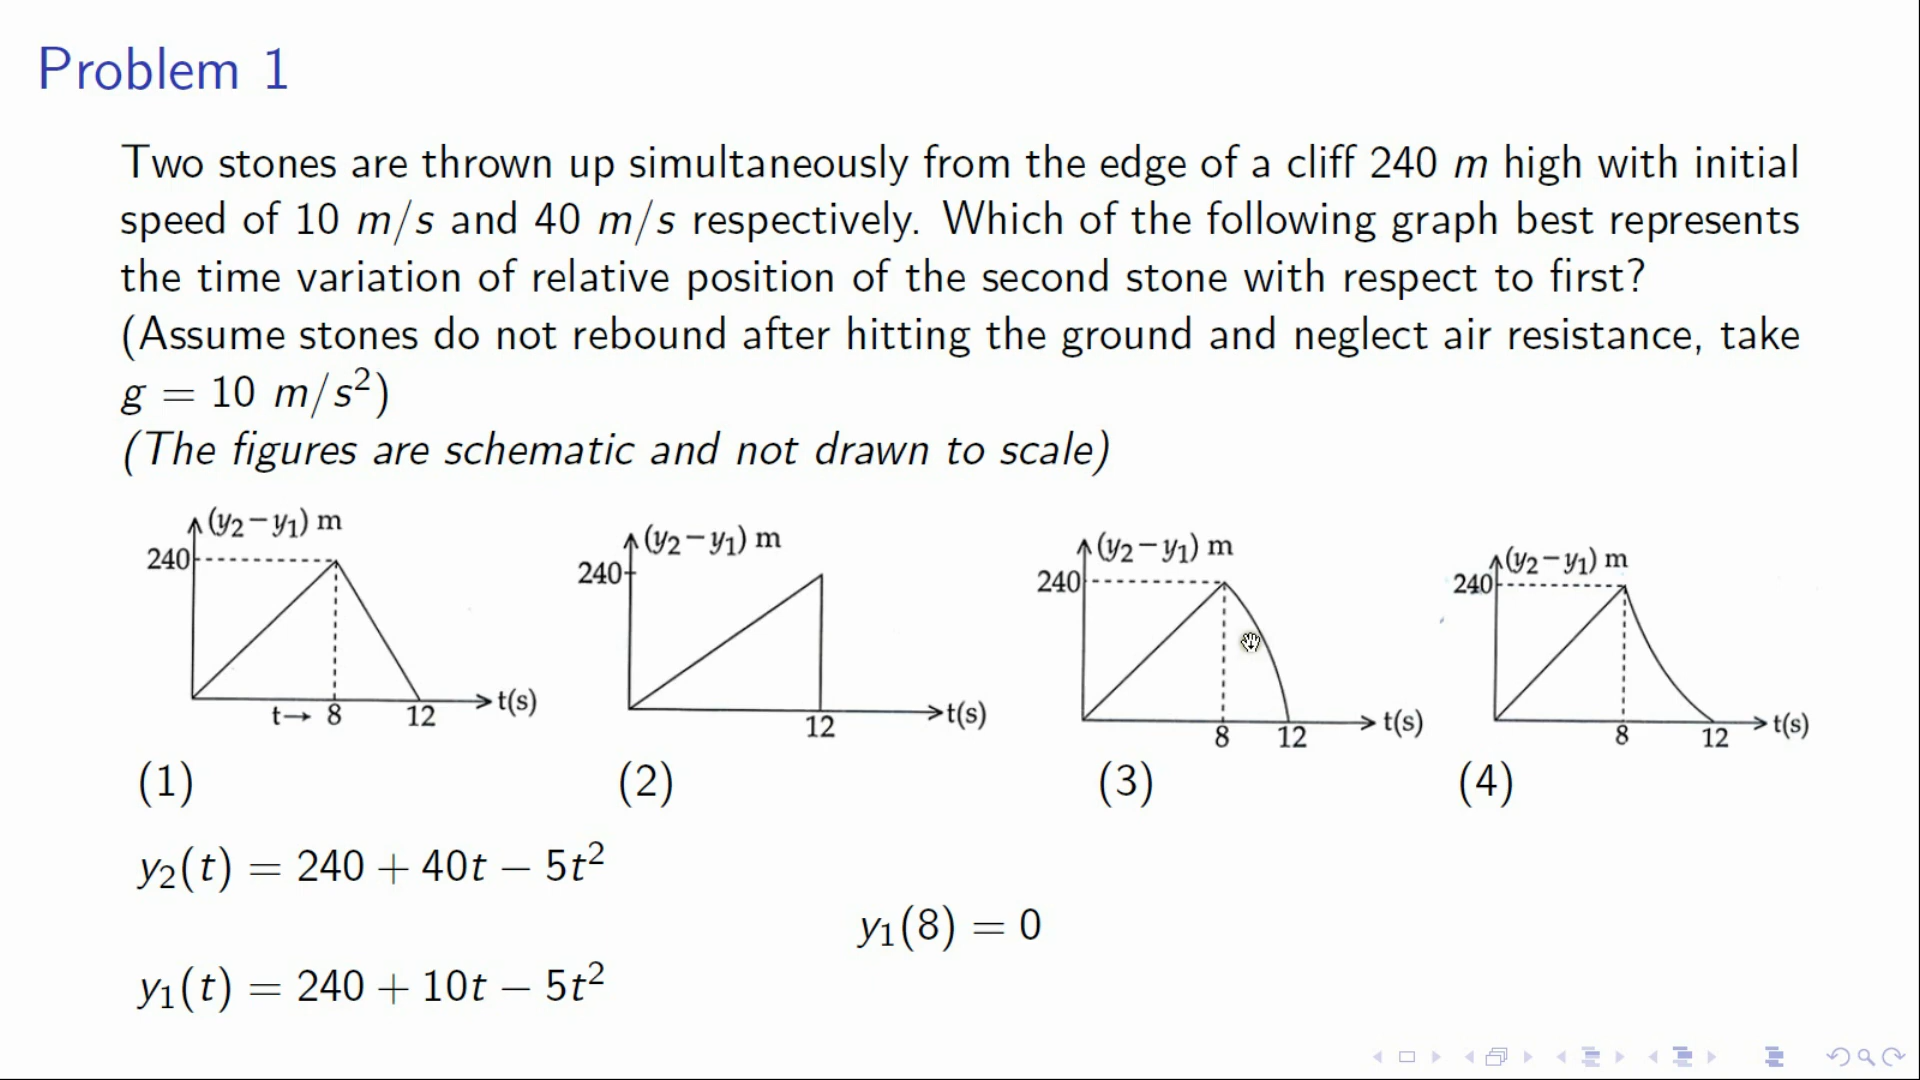 Problem 1
Two stones are thrown up simultaneously from the edge of a cliff 240 m high with initial
speed of 10 m/s and 40 m/s respectively. Which of the following graph best represents
the time variation of relative position of the second stone with respect to first?
(Assume stones do not rebound after hitting the ground and neglect air resistance, take
g = 10 m/s²)
(The figures are schematic and not drawn to scale)
(y₂−y₁) m
240
t→ 8 12 t(s)
(1)
(y₂−y₁) m
240
12 t(s)
(2)
(y₂−y₁) m
240
8 12 t(s)
(3)
(y₂−y₁) m
240
8 12 t(s)
(4)
y₂(t) = 240 + 40t − 5t²
y₁(8) = 0
y₁(t) = 240 + 10t − 5t²